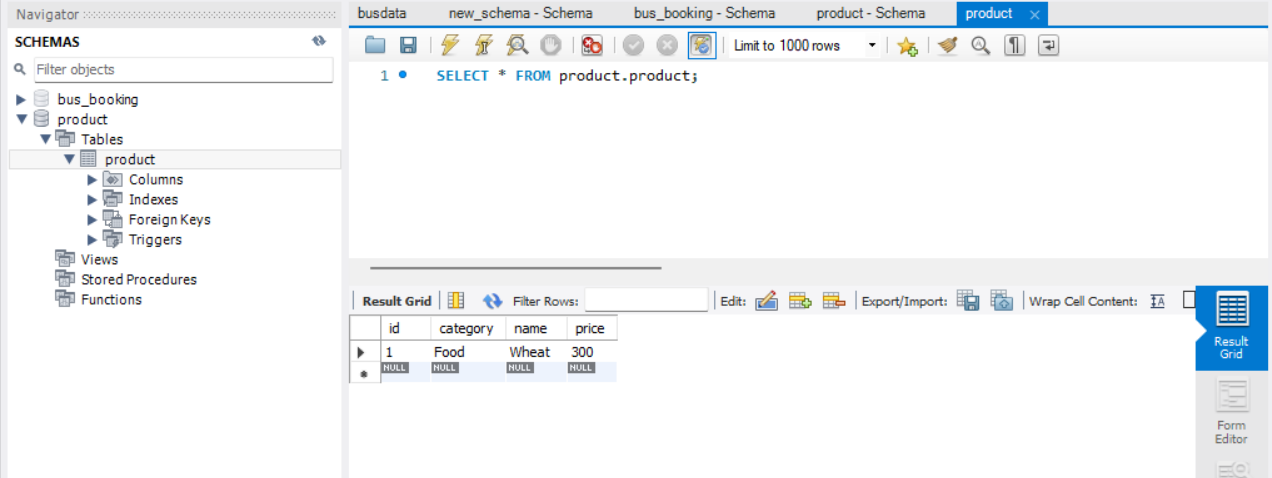 Navigator
SCHEMAS
Filter objects
bus_booking
product
Tables
product
Columns
Indexes
Foreign Keys
Triggers
Views
Stored Procedures
Functions
busdata new_schema - Schema bus_booking - Schema product - Schema product
Limit to 1000 rows
1 SELECT * FROM product.product;
Result Grid Filter Rows: Edit: Export/Import: Wrap Cell Content: IA
id category name price
1 Food Wheat 300
NULL NULL NULL NULL
Result
Grid
Form
Editor